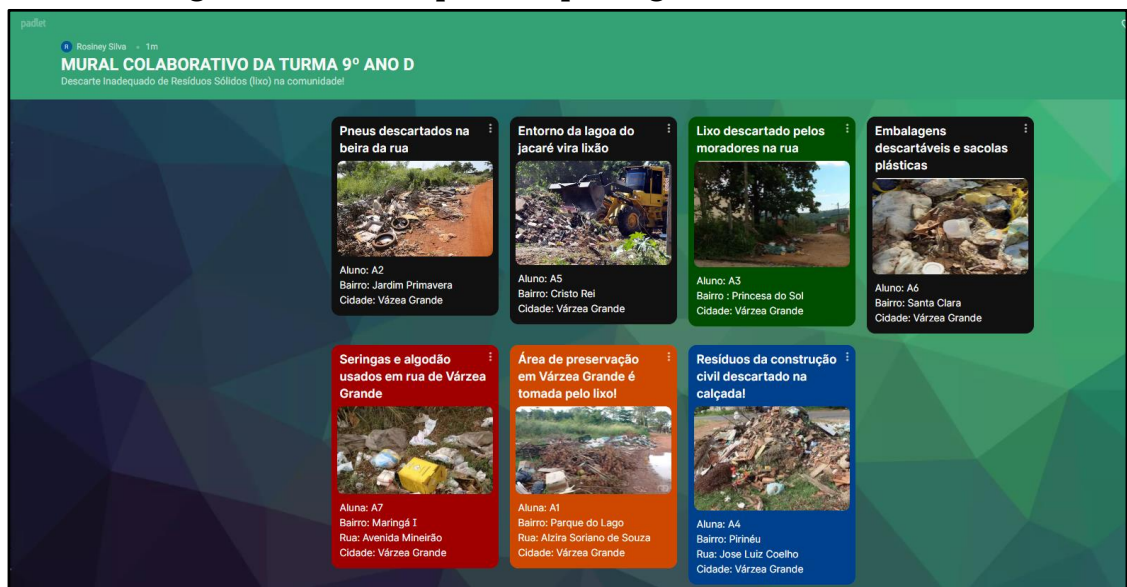 padlet
R Rosiney Silva • 1m
MURAL COLABORATIVO DA TURMA 9º ANO D
Descarte Inadequado de Resíduos Sólidos (lixo) na comunidade!
Pneus descartados na
beira da rua
Aluno: A2
Bairro: Jardim Primavera
Cidade: Vázea Grande
Entorno da lagoa do
jacaré vira lixão
Aluno: A5
Bairro: Cristo Rei
Cidade: Várzea Grande
Lixo descartado pelos
moradores na rua
Aluno: A3
Bairro : Princesa do Sol
Cidade: Várzea Grande
Embalagens
descartáveis e sacolas
plásticas
Aluno: A6
Bairro: Santa Clara
Cidade: Várzea Grande
Seringas e algodão
usados em rua de Várzea
Grande
Aluna: A7
Bairro: Maringá I
Rua: Avenida Mineirão
Cidade: Várzea Grande
Área de preservação
em Várzea Grande é
tomada pelo lixo!
Aluna: A1
Bairro: Parque do Lago
Rua: Alzira Soriano de Souza
Cidade: Várzea Grande
Resíduos da construção
civil descartado na
calçada!
Aluna: A4
Bairro: Pirinéu
Rua: Jose Luiz Coelho
Cidade: Várzea Grande